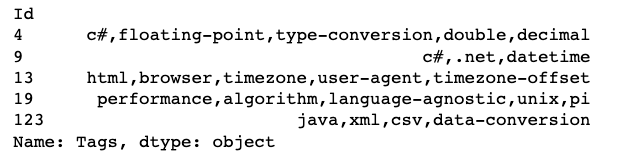 Id
4 c#,floating-point,type-conversion,double,decimal
9 c#,.net,datetime
13 html,browser,timezone,user-agent,timezone-offset
19 performance,algorithm,language-agnostic,unix,pi
123 java,xml,csv,data-conversion
Name: Tags, dtype: object